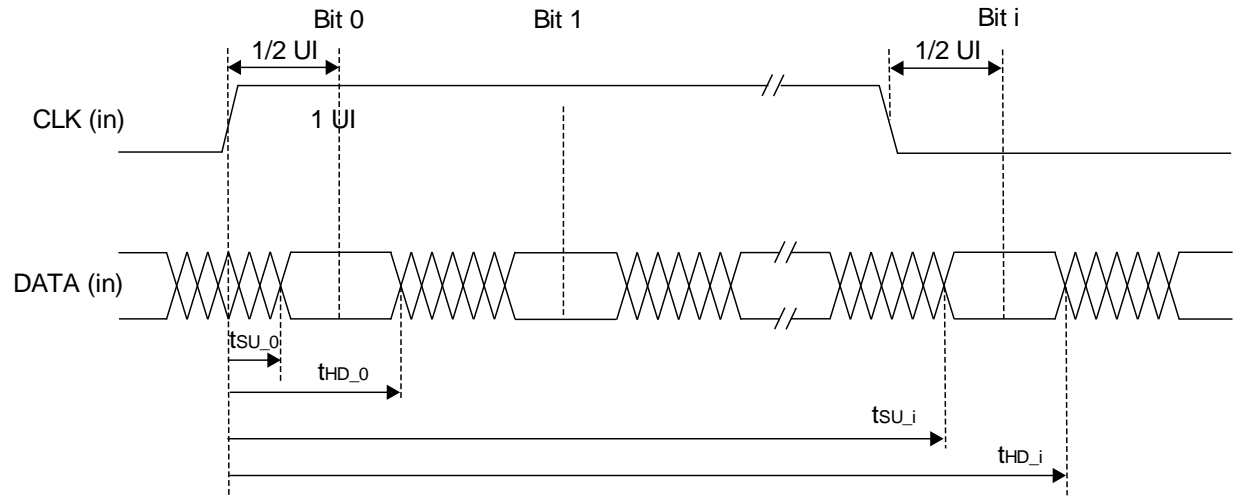 Bit 0
Bit 1
Bit i
1/2 UI
1/2 UI
CLK (in)
1 UI
DATA (in)
tSU_0
tHD_0
tSU_i
tHD_i